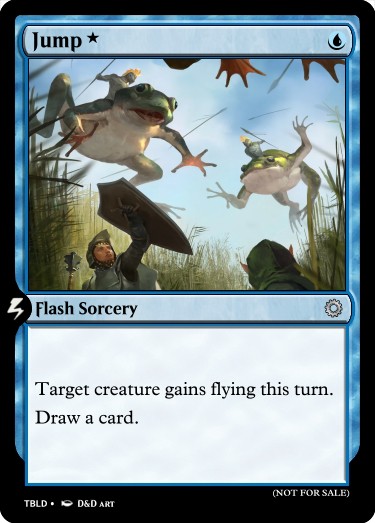 Jump ★
Flash Sorcery
Target creature gains flying this turn.
Draw a card.
(NOT FOR SALE)
TBLD • D&D ART